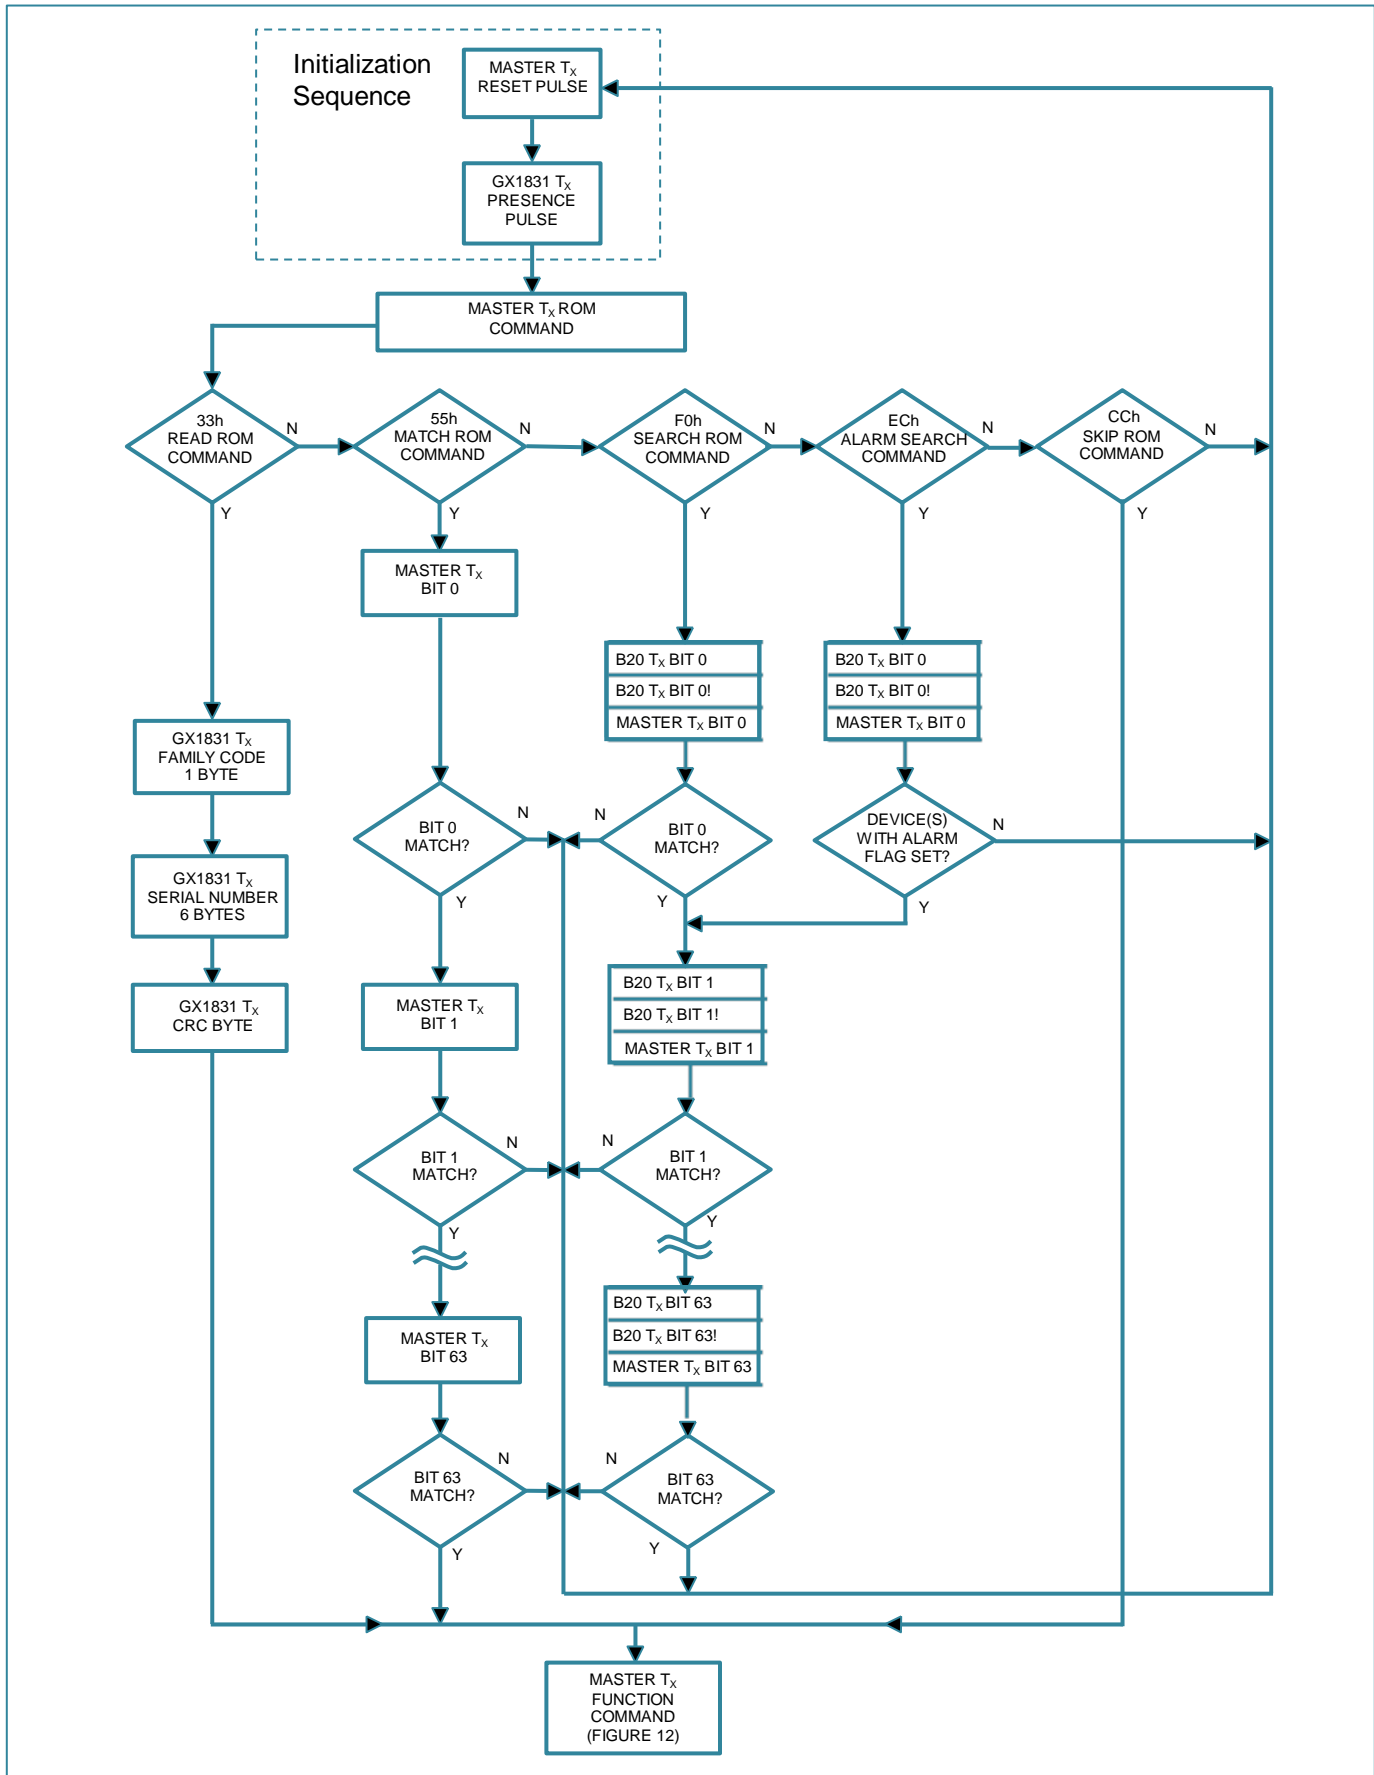 Initialization
Sequence
MASTER TX
RESET PULSE
GX1831 TX
PRESENCE
PULSE
MASTER TX ROM
COMMAND
33h
READ ROM
COMMAND
N
Y
55h
MATCH ROM
COMMAND
N
Y
F0h
SEARCH ROM
COMMAND
N
Y
ECh
ALARM SEARCH
COMMAND
N
Y
CCh
SKIP ROM
COMMAND
N
Y
MASTER TX
BIT 0
B20 TX BIT 0
B20 TX BIT 0!
MASTER TX BIT 0
B20 TX BIT 0
B20 TX BIT 0!
MASTER TX BIT 0
GX1831 TX
FAMILY CODE
1 BYTE
BIT 0
MATCH?
N
Y
BIT 0
MATCH?
N
Y
DEVICE(S)
WITH ALARM
FLAG SET?
N
Y
GX1831 TX
SERIAL NUMBER
6 BYTES
GX1831 TX
CRC BYTE
MASTER TX
BIT 1
B20 TX BIT 1
B20 TX BIT 1!
MASTER TX BIT 1
BIT 1
MATCH?
N
Y
BIT 1
MATCH?
N
Y
MASTER TX
BIT 63
B20 TX BIT 63
B20 TX BIT 63!
MASTER TX BIT 63
BIT 63
MATCH?
N
Y
BIT 63
MATCH?
N
Y
MASTER TX
FUNCTION
COMMAND
(FIGURE 12)